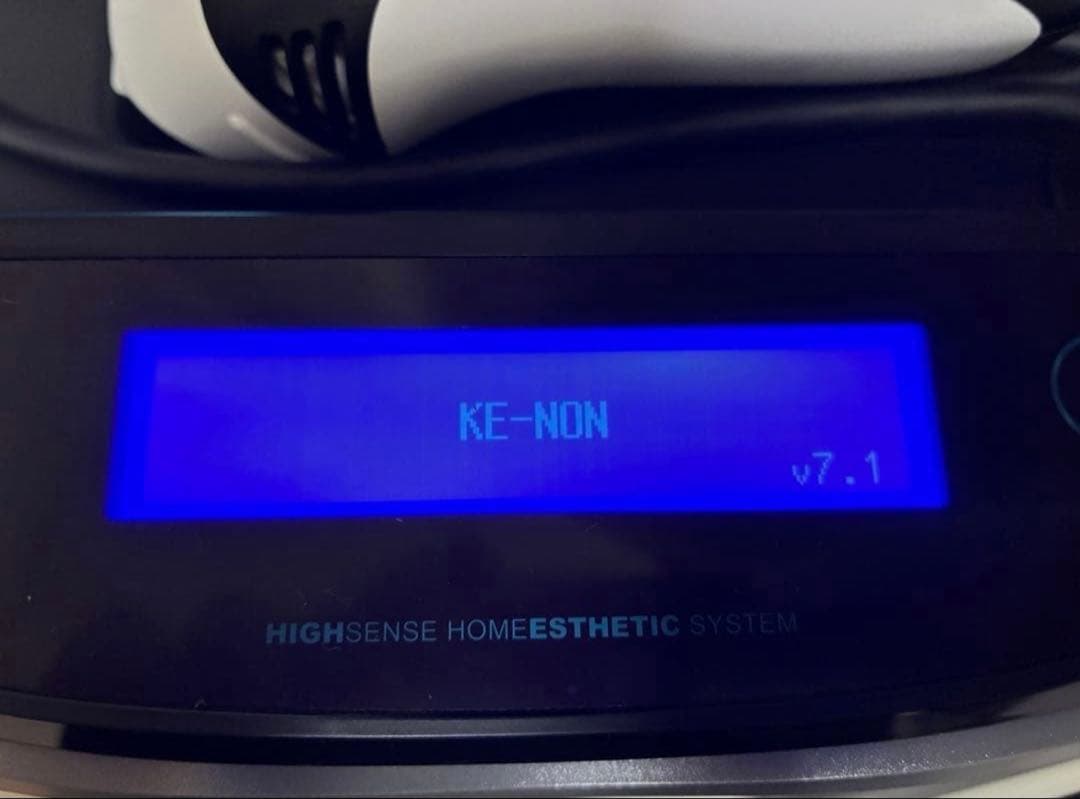 KE-NON
v7.1
HIGHSENSE HOMEESTHETIC SYSTEM